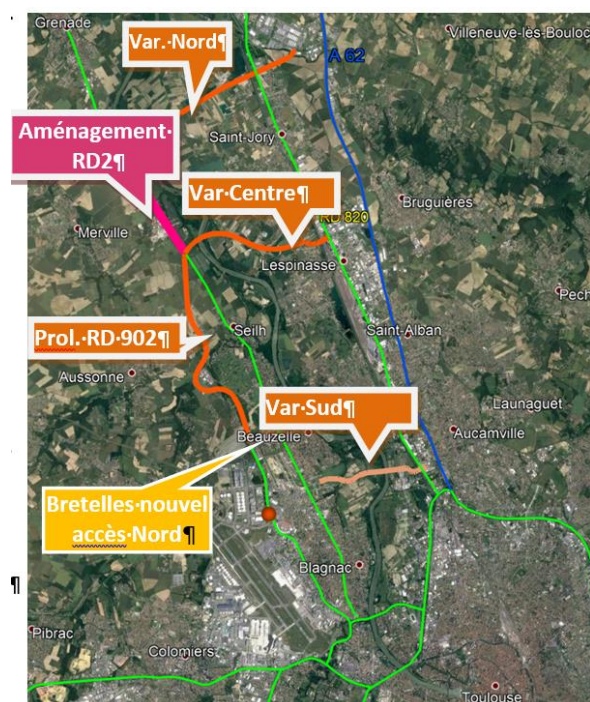 Grenade
Villeneuve-lès-Bouloc
Var.·Nord¶
A 62
Aménagement·
RD2¶
Saint-Jory
Var·Centre¶
Bruguières
RD 820
Merville
Lespinasse
Pech
Prol.·RD·902¶
Seilh
Saint-Alban
Aussonne
Launaguet
Var·Sud¶
Beauzelle
Aucamville
Bretelles·nouvel
accès·Nord¶
Blagnac
¶
Pibrac
Colomiers
Toulouse